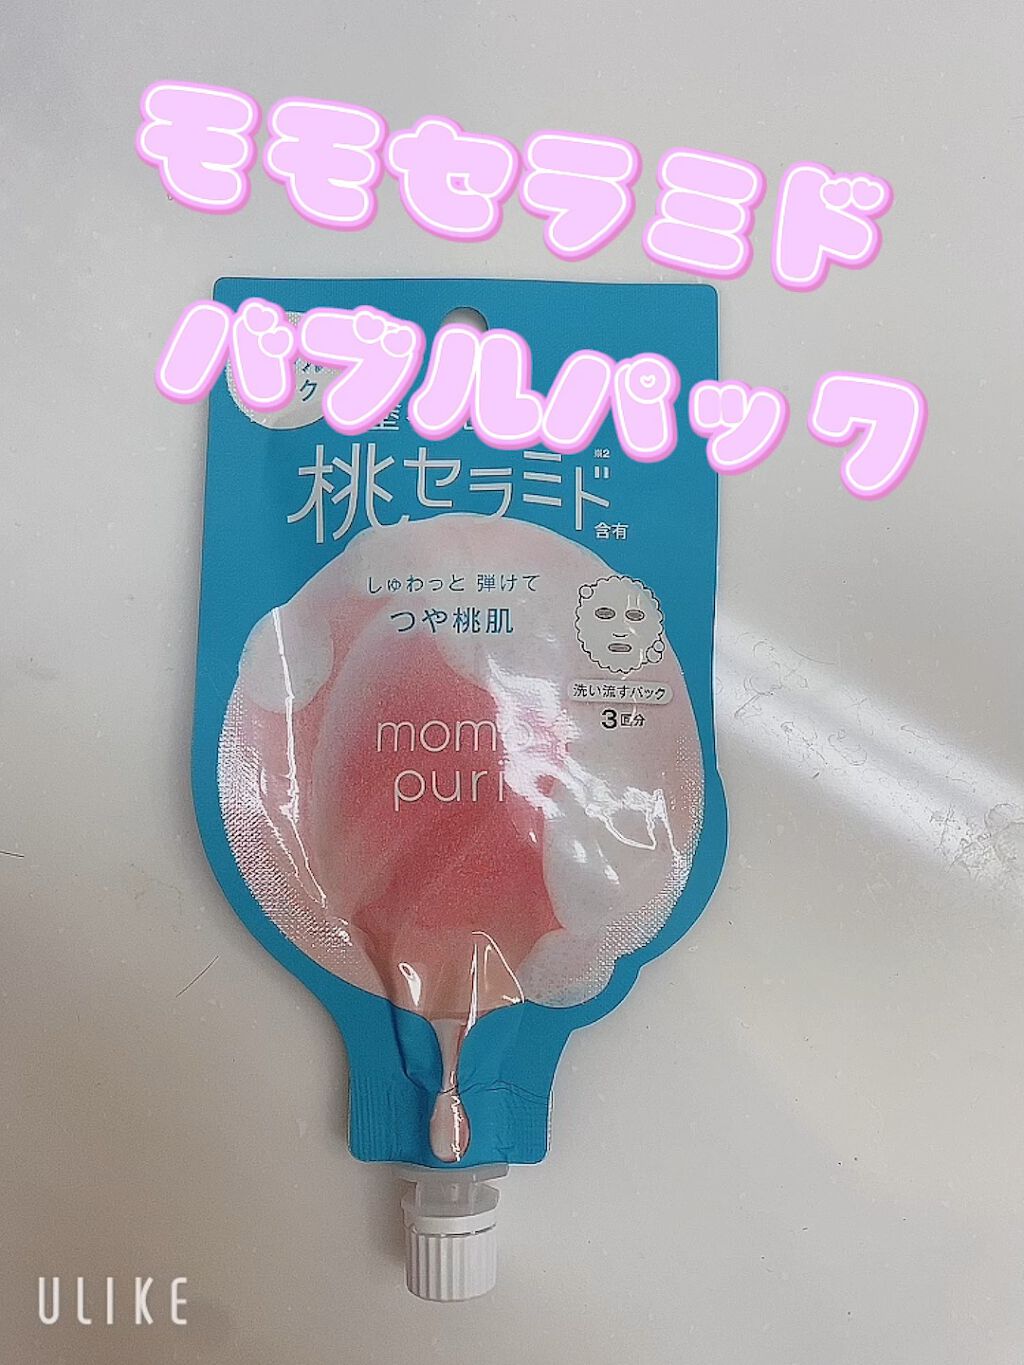 モモセラミド
バブルパック
ク
桃セラミド
※2
含有
しゅわっと 弾けて
つや桃肌
洗い流すパック
3回分
puri
ULIKE